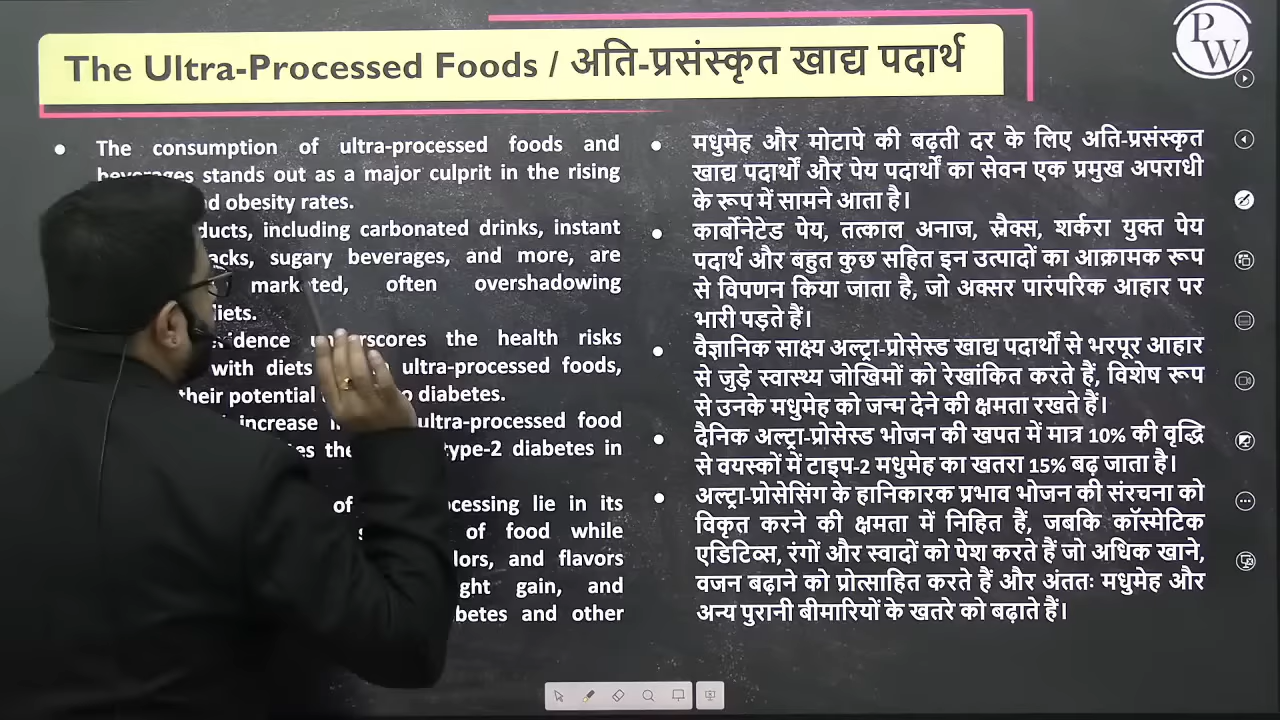 The Ultra-Processed Foods / अति-प्रसंस्कृत खाद्य पदार्थ
PW
The consumption of ultra-processed foods and
beverages stands out as a major culprit in the rising
obesity rates.
including carbonated drinks, instant
sugary beverages, and more, are
marketed, often overshadowing
underscores the health risks
with diets ultra-processed foods,
their potential diabetes.
increase ultra-processed food
type-2 diabetes in
of lie in its
of food while
and flavors
gain, and
and other
मधुमेह और मोटापे की बढ़ती दर के लिए अति-प्रसंस्कृत
खाद्य पदार्थों और पेय पदार्थों का सेवन एक प्रमुख अपराधी
के रूप में सामने आता है।
कार्बोनेटेड पेय, तत्काल अनाज, स्नैक्स, शर्करा युक्त पेय
पदार्थ और बहुत कुछ सहित इन उत्पादों का आक्रामक रूप
से विपणन किया जाता है, जो अक्सर पारंपरिक आहार पर
भारी पड़ते हैं।
वैज्ञानिक साक्ष्य अल्ट्रा-प्रोसेस्ड खाद्य पदार्थों से भरपूर आहार
से जुड़े स्वास्थ्य जोखिमों को रेखांकित करते हैं, विशेष रूप
से उनके मधुमेह को जन्म देने की क्षमता रखते हैं।
दैनिक अल्ट्रा-प्रोसेस्ड भोजन की खपत में मात्र 10% की वृद्धि
से वयस्कों में टाइप-2 मधुमेह का खतरा 15% बढ़ जाता है।
अल्ट्रा-प्रोसेसिंग के हानिकारक प्रभाव भोजन की संरचना को
विकृत करने की क्षमता में निहित हैं, जबकि कॉस्मेटिक
एडिटिव्स, रंगों और स्वादों को पेश करते हैं जो अधिक खाने,
वजन बढ़ाने को प्रोत्साहित करते हैं और अंततः मधुमेह और
अन्य पुरानी बीमारियों के खतरे को बढ़ाते हैं।